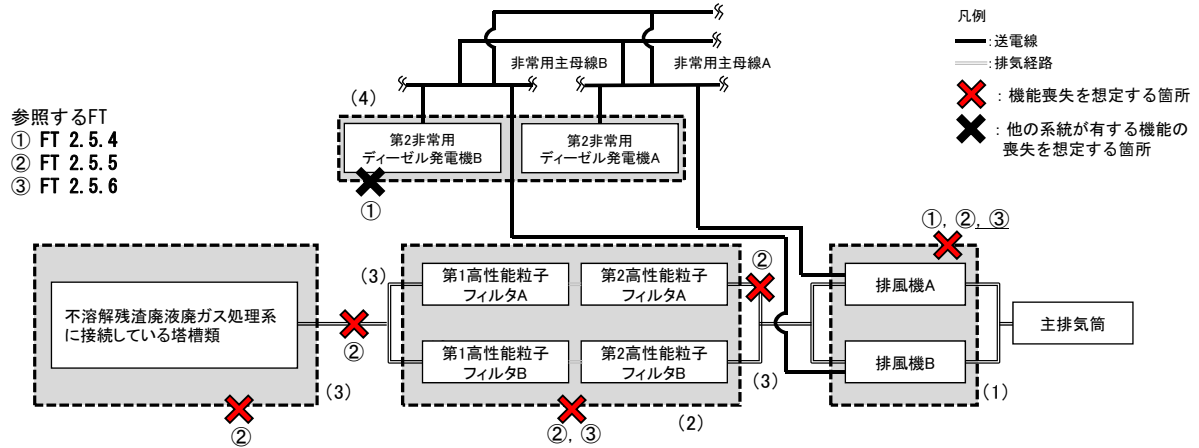 凡例
:送電線
:排気経路
: 機能喪失を想定する箇所
: 他の系統が有する機能の
喪失を想定する箇所
非常用主母線B
非常用主母線A
参照するFT
① FT 2.5.4
② FT 2.5.5
③ FT 2.5.6
(4)
第2非常用
ディーゼル発電機B
第2非常用
ディーゼル発電機A
①
①, ②, ③
不溶解残渣廃液廃ガス処理系
に接続している塔槽類
(3)
②
②
(3)
第1高性能粒子
フィルタA
第2高性能粒子
フィルタA
②
第1高性能粒子
フィルタB
第2高性能粒子
フィルタB
(3)
(2)
②, ③
排風機A
排風機B
(1)
主排気筒